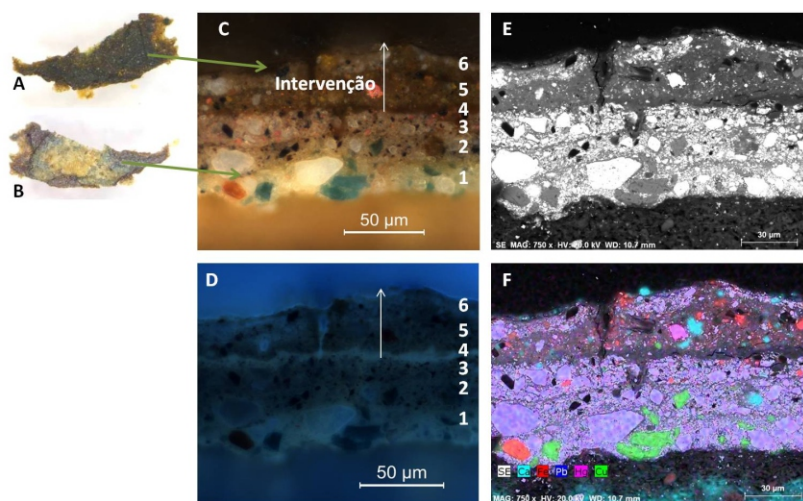 A
B
C
Intervenção
6
5
4
3
2
1
50 µm
D
6
5
4
3
2
1
50 µm
E
SE MAG: 750 x HV: 20.0 kV WD: 10.7 mm
30 µm
F
SE Ca Fe Pb Hg Cu
MAG: 750 x HV: 20.0 kV WD: 10.7 mm
30 µm